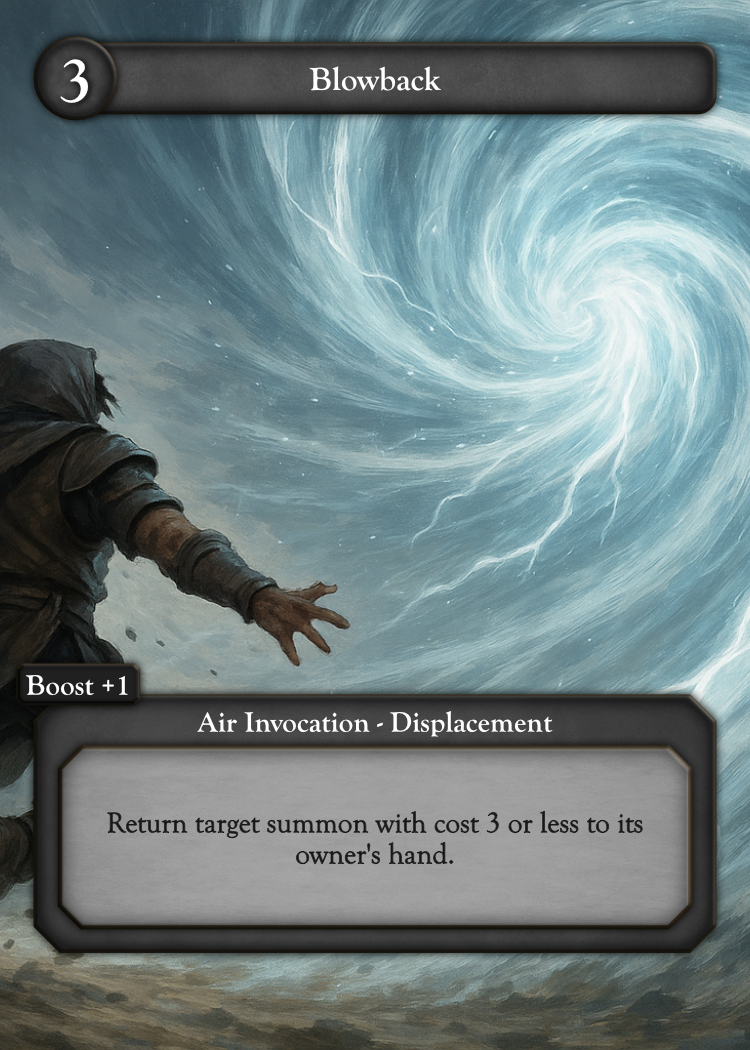 3
Blowback
Boost +1
Air Invocation - Displacement
Return target summon with cost 3 or less to its
owner's hand.